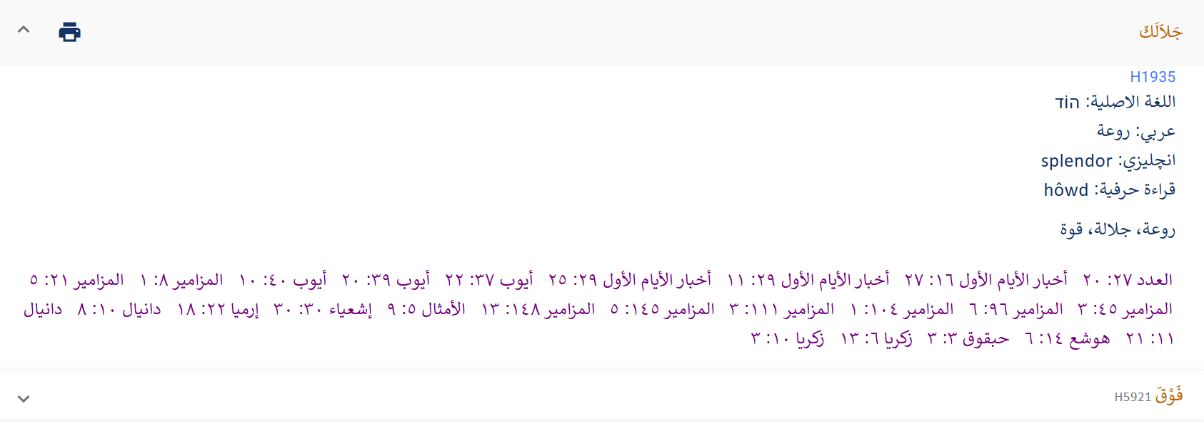 جَلاَلَكَ
H1935
اللغة الاصلية: הוֹד
عربي: روعة
انچليزي: splendor
قراءة حرفية: hôwd
روعة، جلالة، قوة
العدد ٢٧: ٢٠ أخبار الأيام الأول ١٦: ٢٧ أخبار الأيام الأول ٢٩: ١١ أخبار الأيام الأول ٢٩: ٢٥ أيوب ٣٧: ٢٢ أيوب ٣٩: ٢٠ أيوب ٤٠: ١٠ المزامير ٨: ١ المزامير ٢١: ٥
المزامير ٤٥: ٣ المزامير ٩٦: ٦ المزامير ١٠٤: ١ المزامير ١١١: ٣ المزامير ١٤٥: ٥ المزامير ١٤٨: ١٣ الأمثال ٥: ٩ إشعياء ٣٠: ٣٠ إرميا ٢٢: ١٨ دانيال ١٠: ٨ دانيال
١١: ٢١ هوشع ١٤: ٦ حبقوق ٣: ٣ زكريا ٦: ١٣ زكريا ١٠: ٣
فَوْقَ H5921